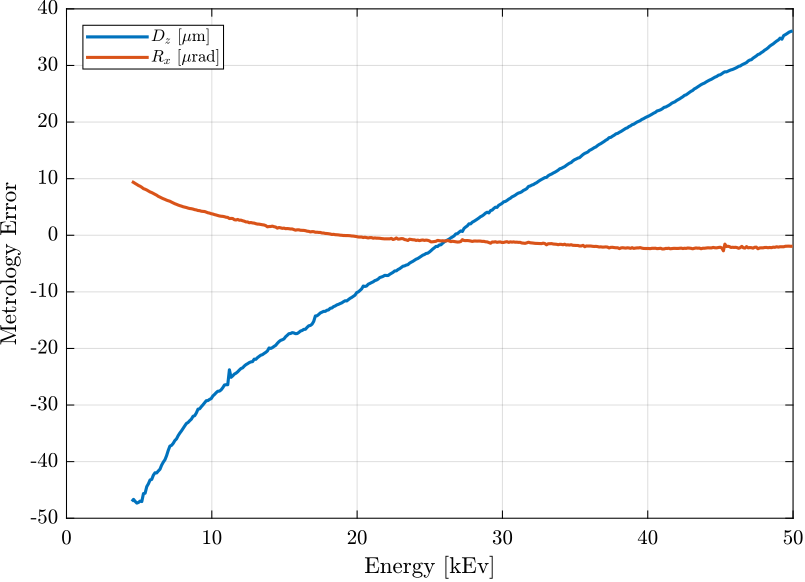 40
30
20
10
0
-10
-20
-30
-40
-50
Metrology Error
D_z [μm]
R_x [μrad]
0 10 20 30 40 50
Energy [kEv]